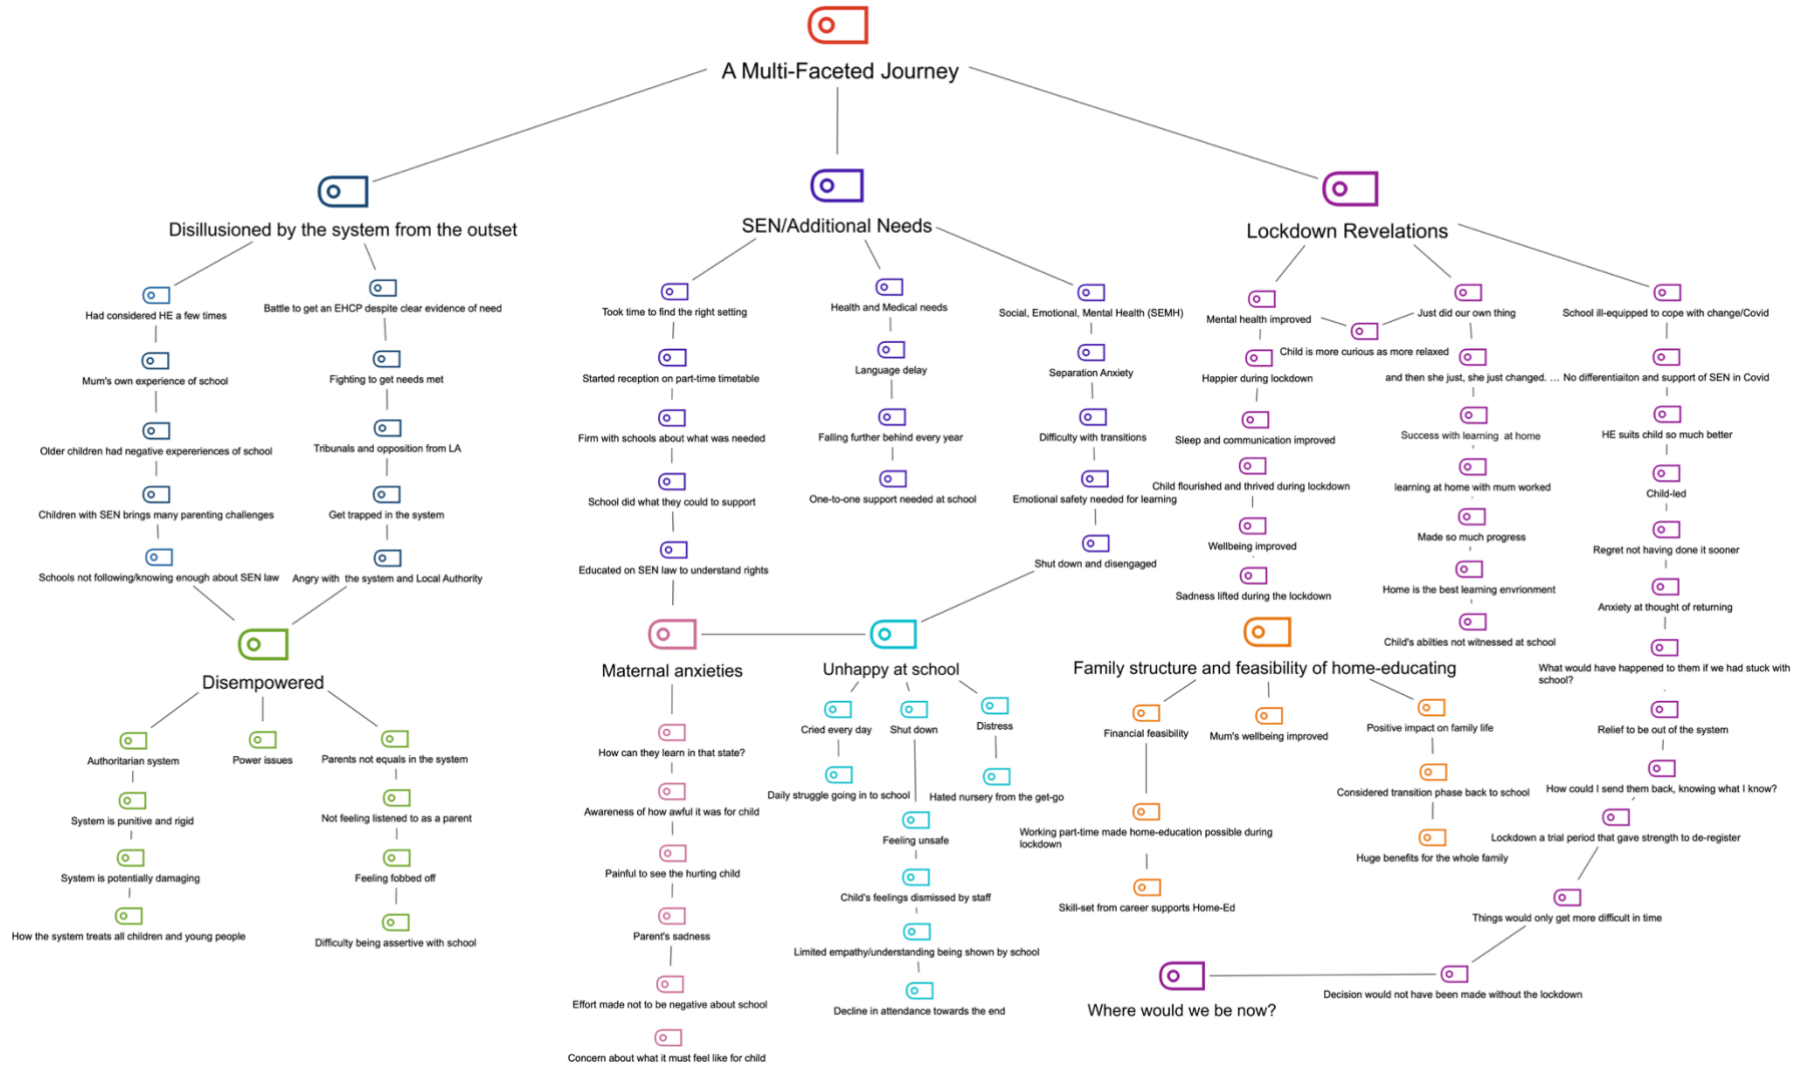 A Multi-Faceted Journey
Disillusioned by the system from the outset
SEN/Additional Needs
Lockdown Revelations
Had considered HE a few times
Mum's own experience of school
Older children had negative expereriences of school
Children with SEN brings many parenting challenges
Schools not following/knowing enough about SEN law
Battle to get an EHCP despite clear evidence of need
Fighting to get needs met
Tribunals and opposition from LA
Get trapped in the system
Angry with the system and Local Authority
Disempowered
Authoritarian system
System is punitive and rigid
System is potentially damaging
How the system treats all children and young people
Power issues
Parents not equals in the system
Not feeling listened to as a parent
Feeling fobbed off
Difficulty being assertive with school
Took time to find the right setting
Started reception on part-time timetable
Firm with schools about what was needed
School did what they could to support
Educated on SEN law to understand rights
Health and Medical needs
Language delay
Falling further behind every year
One-to-one support needed at school
Social, Emotional, Mental Health (SEMH)
Separation Anxiety
Difficulty with transitions
Emotional safety needed for learning
Shut down and disengaged
Maternal anxieties
How can they learn in that state?
Awareness of how awful it was for child
Painful to see the hurting child
Parent's sadness
Effort made not to be negative about school
Concern about what it must feel like for child
Unhappy at school
Cried every day
Daily struggle going in to school
Shut down
Feeling unsafe
Child's feelings dismissed by staff
Limited empathy/understanding being shown by school
Decline in attendance towards the end
Distress
Hated nursery from the get-go
Mental health improved
Child is more curious as more relaxed
Happier during lockdown
Sleep and communication improved
Child flourished and thrived during lockdown
Wellbeing improved
Sadness lifted during the lockdown
Just did our own thing
and then she just, she just changed. ...
Success with learning at home
learning at home with mum worked
Made so much progress
Home is the best learning envrionment
Child's abilties not witnessed at school
School ill-equipped to cope with change/Covid
No differentiaiton and support of SEN in Covid
HE suits child so much better
Child-led
Regret not having done it sooner
Anxiety at thought of returning
What would have happened to them if we had stuck with
school?
Relief to be out of the system
How could I send them back, knowing what I know?
Lockdown a trial period that gave strength to de-register
Things would only get more difficult in time
Decision would not have been made without the lockdown
Where would we be now?
Family structure and feasibility of home-educating
Financial feasibility
Working part-time made home-education possible during
lockdown
Skill-set from career supports Home-Ed
Mum's wellbeing improved
Positive impact on family life
Considered transition phase back to school
Huge benefits for the whole family